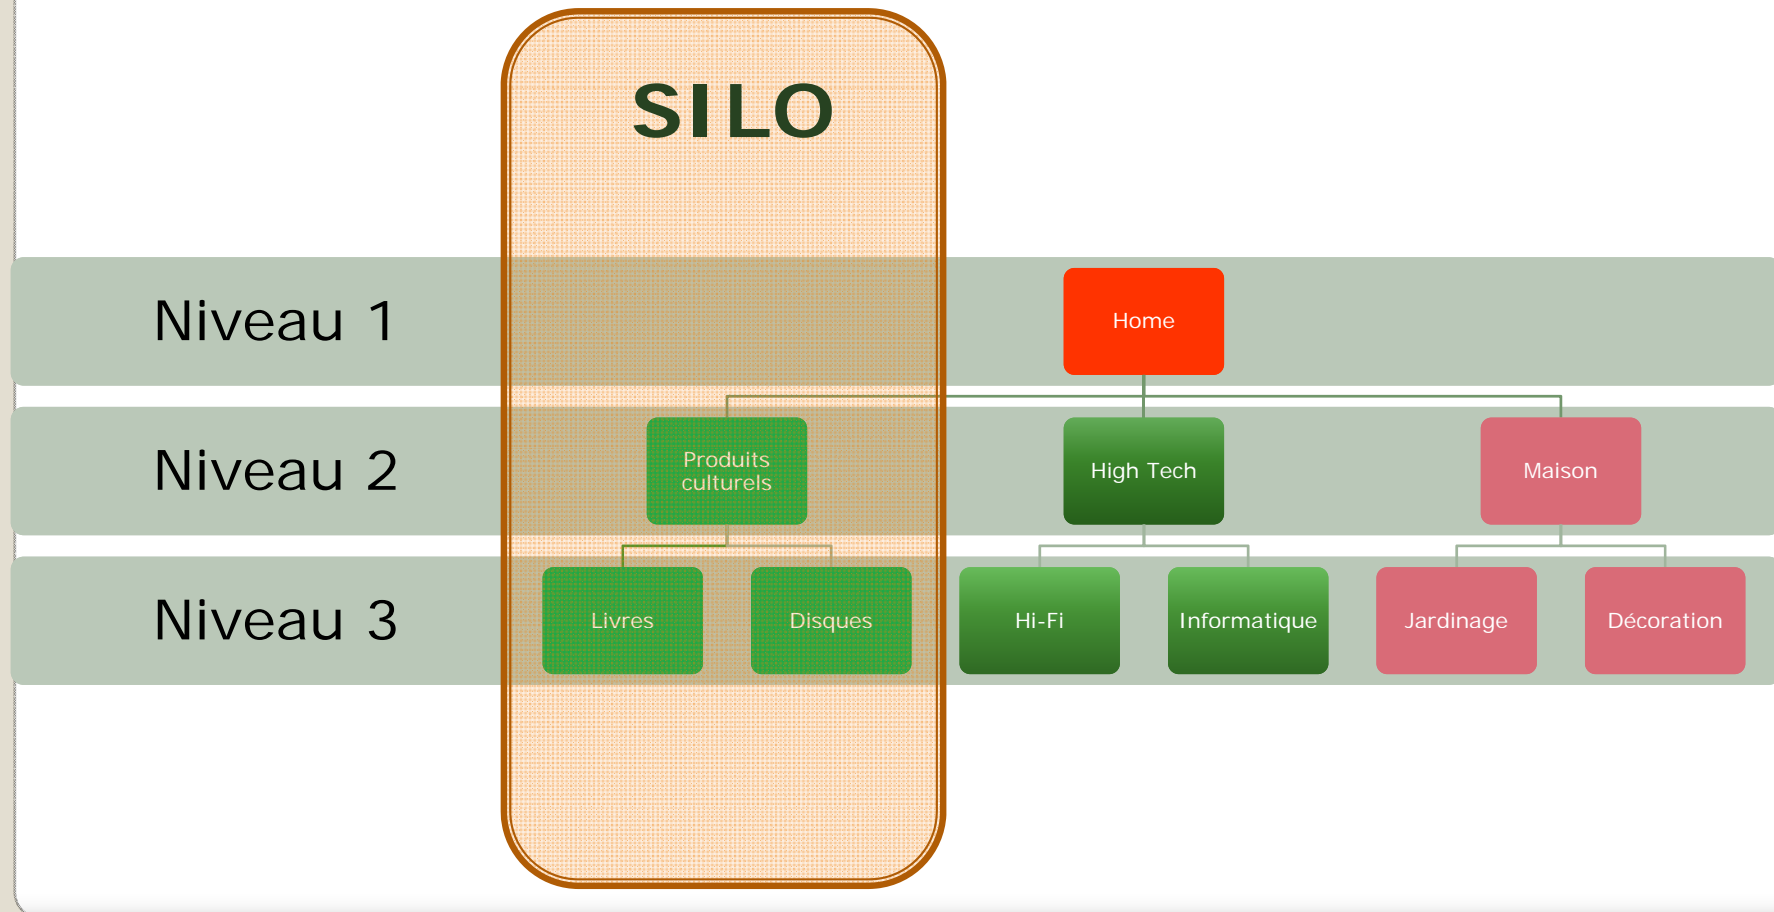 SILO
Niveau 1
Home
Niveau 2
Produits
culturels
High Tech
Maison
Niveau 3
Livres
Disques
Hi-Fi
Informatique
Jardinage
Décoration